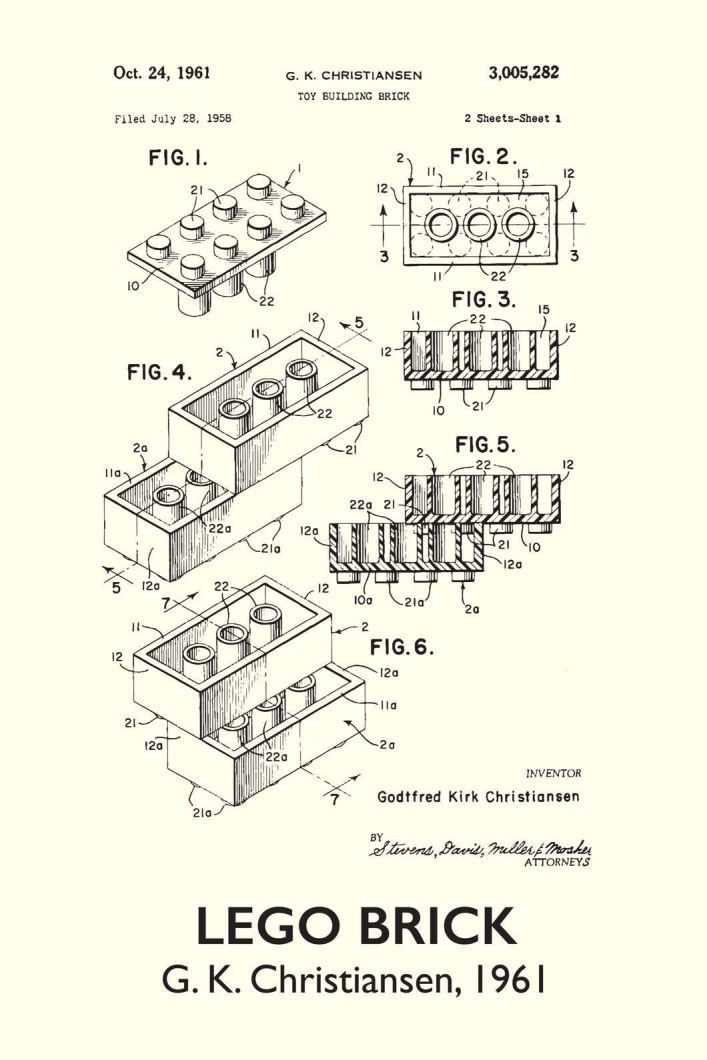 Oct. 24, 1961 G. K. CHRISTIANSEN 3,005,282
TOY BUILDING BRICK
Filed July 28, 1958 2 Sheets-Sheet 1
FIG. 1.
1
21
10
22
FIG. 2.
2
11
21
15
12
12
3
3
11
22
FIG. 3.
11
22
15
12
12
10
21
FIG. 4.
5
12
11
2
22
21
2a
11a
22a
21a
12a
5
FIG. 5.
2
22
12
12
22a
21
12a
21
10
12a
10a
21a
2a
FIG. 6.
7
22
12
11
2
12
12a
11a
21
12a
2a
22a
21a
7
INVENTOR
Godtfred Kirk Christiansen
BY
Stevens, Davis, Miller & Mosher
ATTORNEYS
LEGO BRICK
G. K. Christiansen, 1961